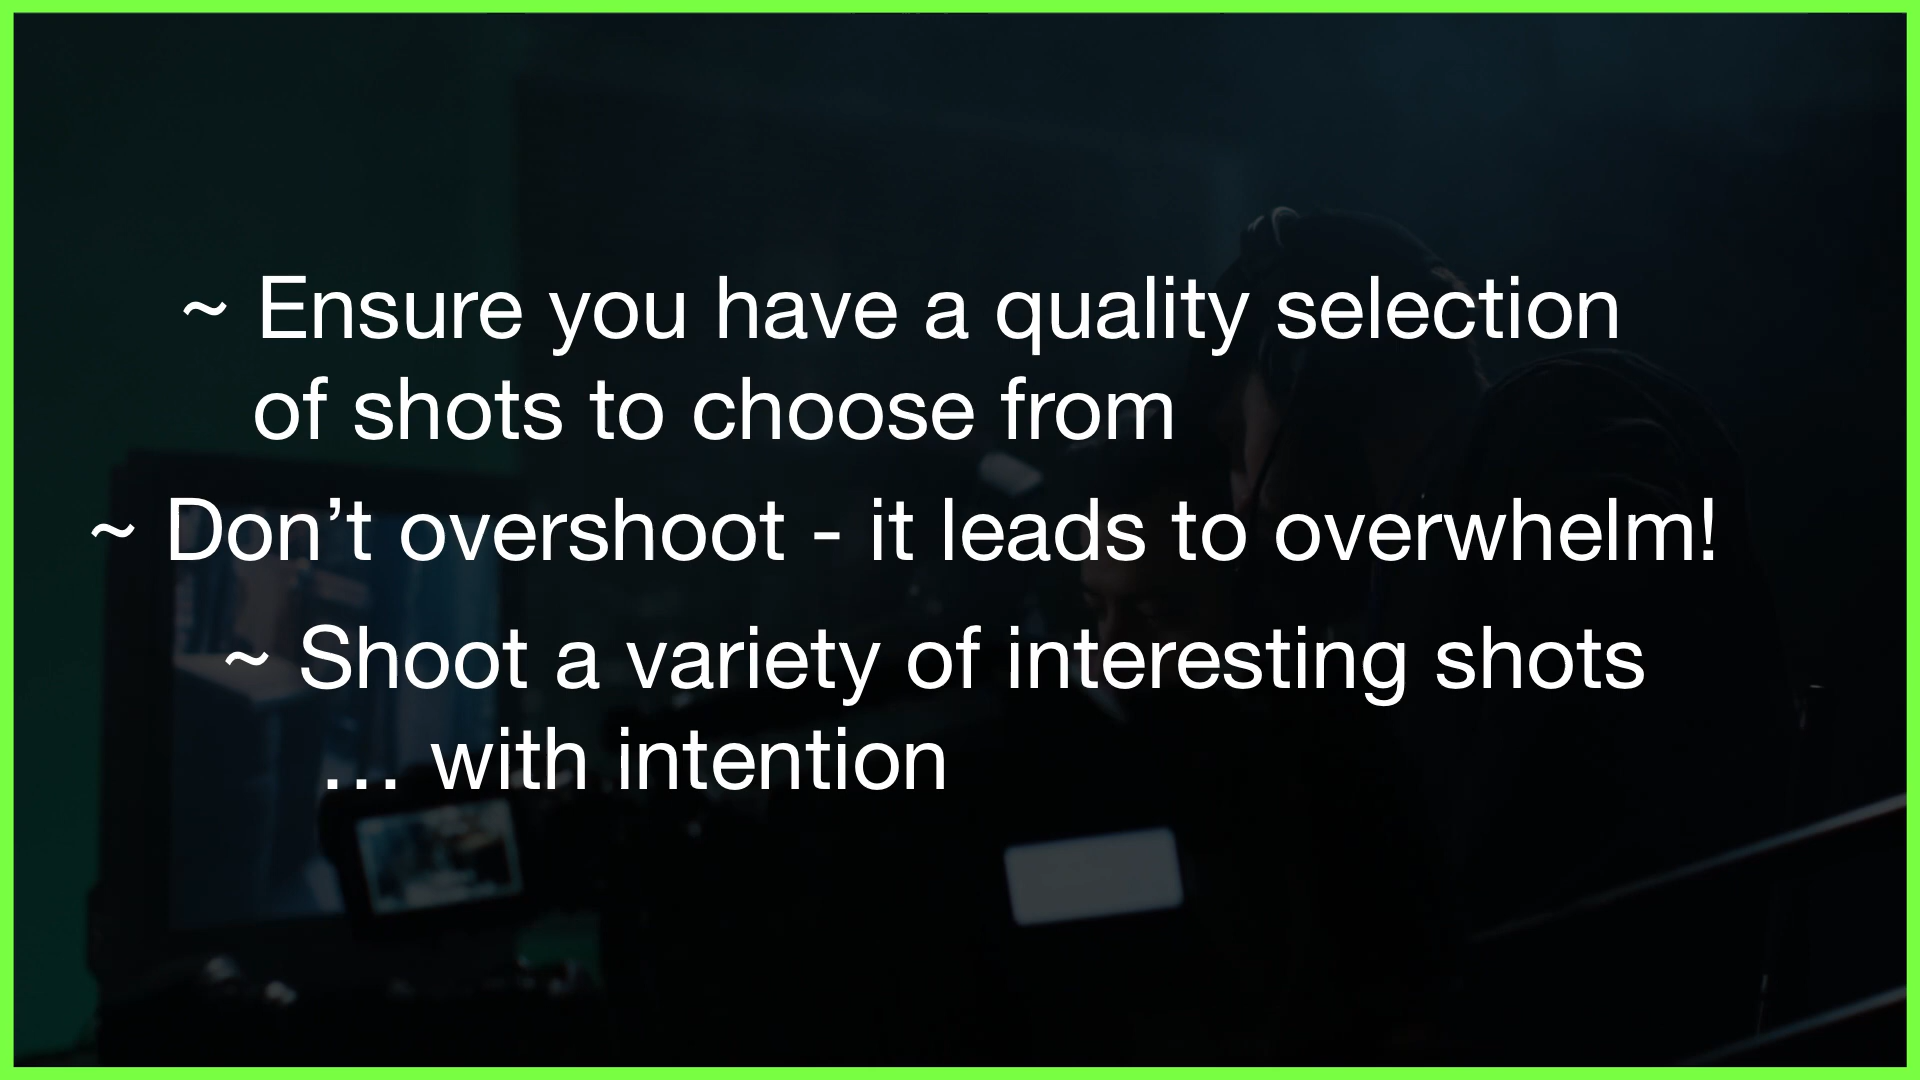 ~ Ensure you have a quality selection
of shots to choose from
~ Don’t overshoot - it leads to overwhelm!
~ Shoot a variety of interesting shots
… with intention